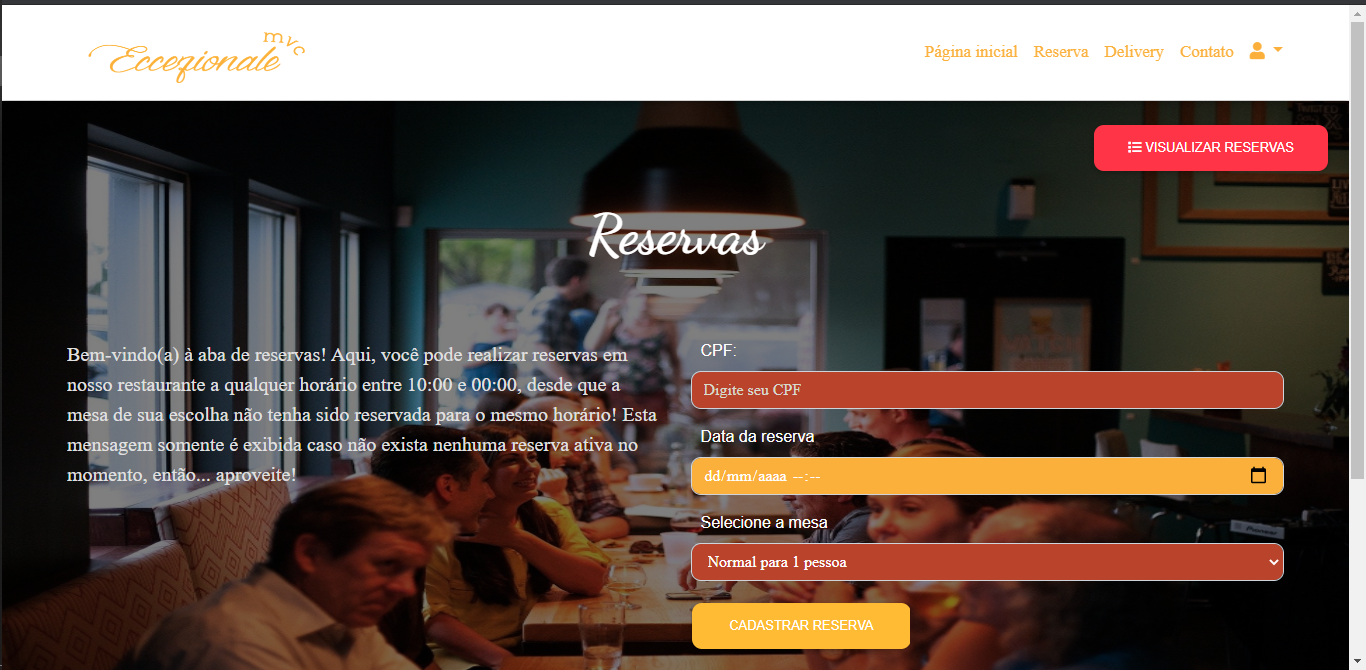 Eccezionale mvc
Página inicial Reserva Delivery Contato
VISUALIZAR RESERVAS
Reservas
Bem-vindo(a) à aba de reservas! Aqui, você pode realizar reservas em
nosso restaurante a qualquer horário entre 10:00 e 00:00, desde que a
mesa de sua escolha não tenha sido reservada para o mesmo horário! Esta
mensagem somente é exibida caso não exista nenhuma reserva ativa no
momento, então... aproveite!
CPF:
Digite seu CPF
Data da reserva
dd/mm/aaaa --:--
Selecione a mesa
Normal para 1 pessoa
CADASTRAR RESERVA